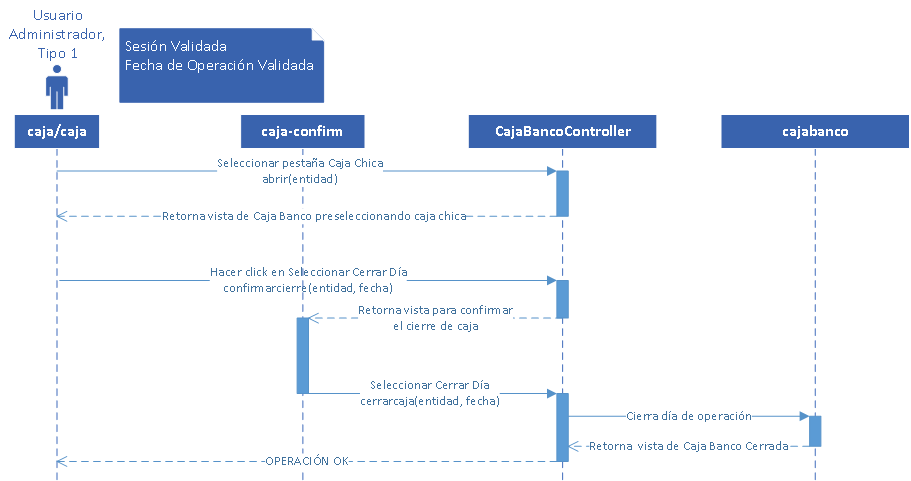 Usuario
Administrador,
Tipo 1
Sesión Validada
Fecha de Operación Validada
caja/caja
caja-confirm
CajaBancoController
cajabanco
Seleccionar pestaña Caja Chica
abrir(entidad)
Retorna vista de Caja Banco preseleccionando caja chica
Hacer click en Seleccionar Cerrar Día
confirmarcierre(entidad, fecha)
Retorna vista para confirmar
el cierre de caja
Seleccionar Cerrar Día
cerrarcaja(entidad, fecha)
Cierra día de operación
Retorna vista de Caja Banco Cerrada
OPERACIÓN OK